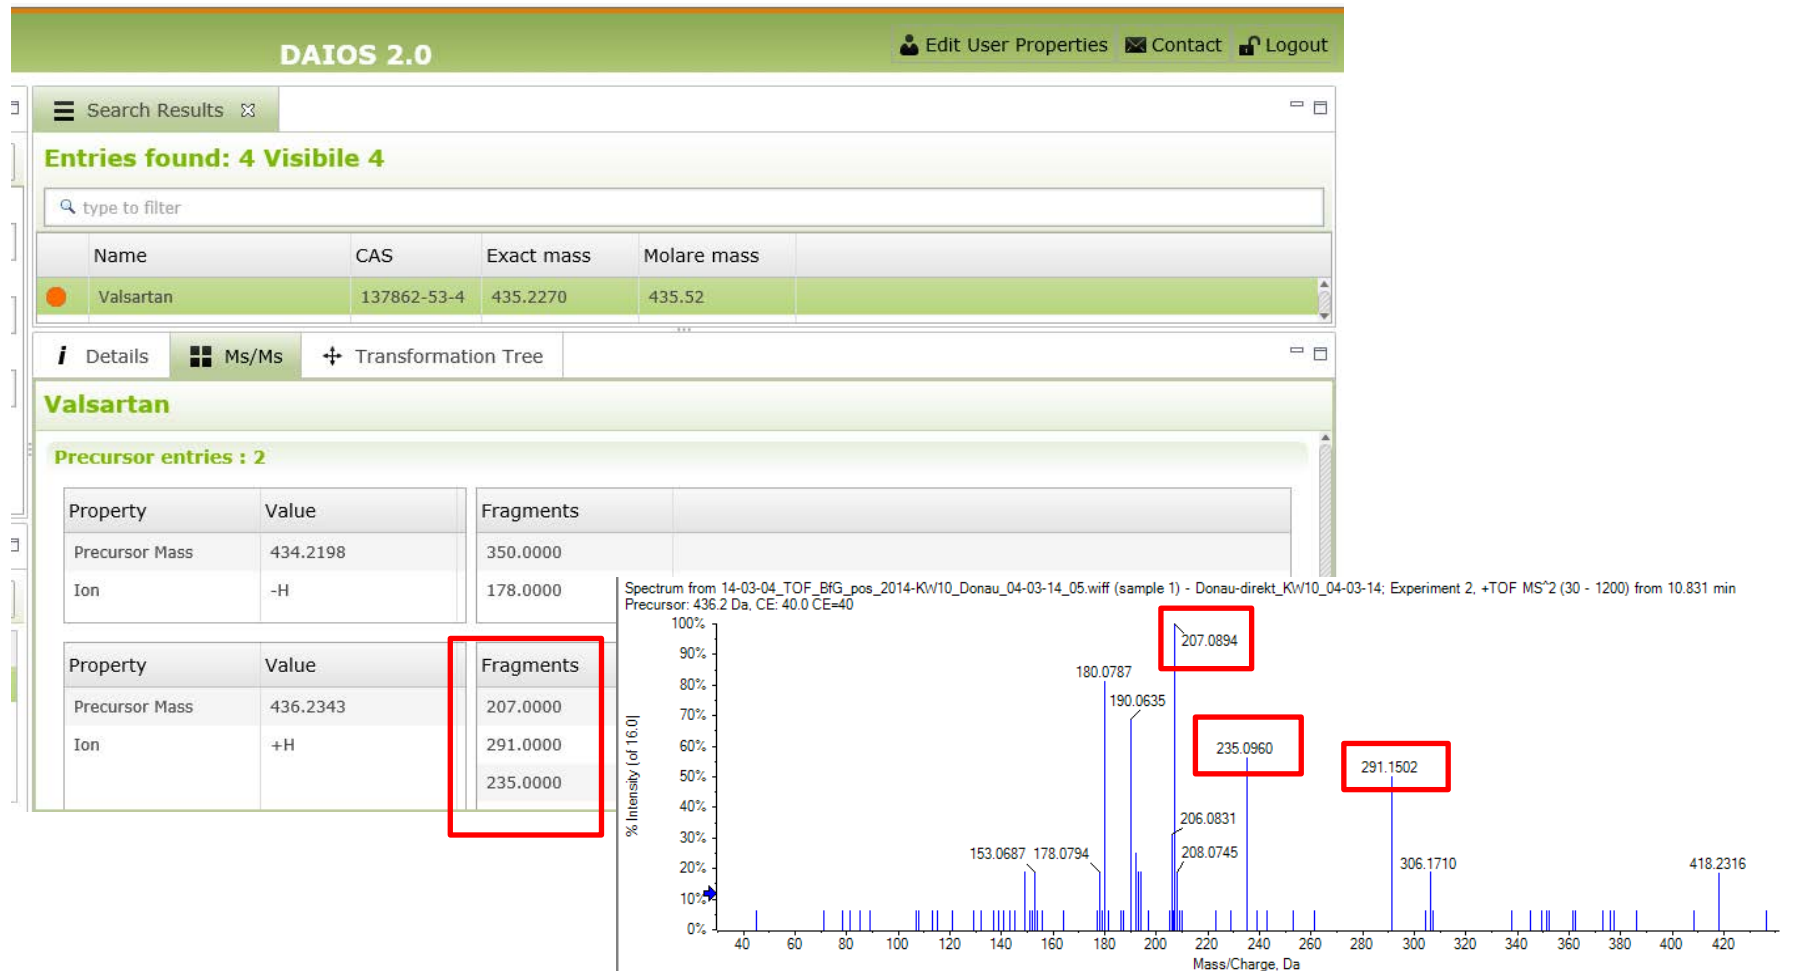 DAIOS 2.0
Edit User Properties Contact Logout
Search Results
Entries found: 4 Visibile 4
type to filter
Name CAS Exact mass Molare mass
Valsartan 137862-53-4 435.2270 435.52
i Details Ms/Ms Transformation Tree
Valsartan
Precursor entries : 2
Property Value Fragments
Precursor Mass 434.2198 350.0000
Ion -H 178.0000
Property Value Fragments
Precursor Mass 436.2343 207.0000
Ion +H 291.0000
235.0000
Spectrum from 14-03-04_TOF_BfG_pos_2014-KW10_Donau_04-03-14_05.wiff (sample 1) - Donau-direkt_KW10_04-03-14; Experiment 2, +TOF MS^2 (30 - 1200) from 10.831 min
Precursor: 436.2 Da, CE: 40.0 CE=40
100%
90%
80%
70%
60%
50%
40%
30%
20%
10%
0%
% Intensity (of 16.0)
207.0894
180.0787
190.0635
235.0960
291.1502
206.0831
153.0687 178.0794 208.0745
306.1710
418.2316
40 60 80 100 120 140 160 180 200 220 240 260 280 300 320 340 360 380 400 420
Mass/Charge, Da